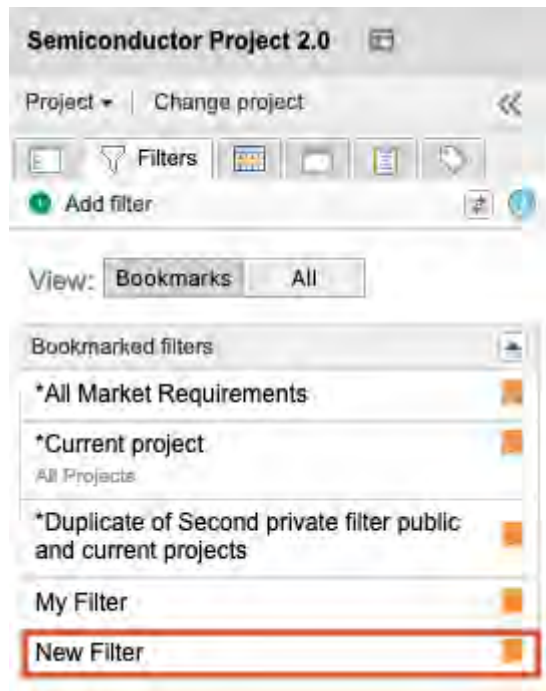 Semiconductor Project 2.0
Project Change project
Filters
Add filter
View: Bookmarks All
Bookmarked filters
*All Market Requirements
*Current project
All Projects
*Duplicate of Second private filter public
and current projects
My Filter
New Filter